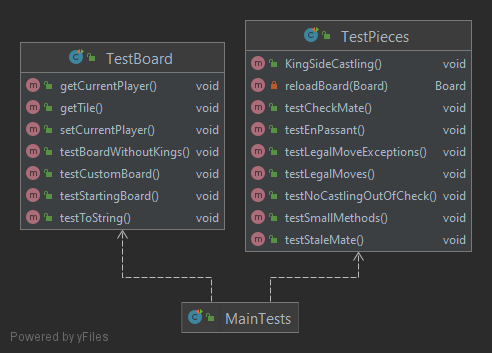 TestBoard
getCurrentPlayer() void
getTile() void
setCurrentPlayer() void
testBoardWithoutKings() void
testCustomBoard() void
testStartingBoard() void
testToString() void
TestPieces
KingSideCastling() void
reloadBoard(Board) Board
testCheckMate() void
testEnPassant() void
testLegalMoveExceptions() void
testLegalMoves() void
testNoCastlingOutOfCheck() void
testSmallMethods() void
testStaleMate() void
MainTests
Powered by yFiles